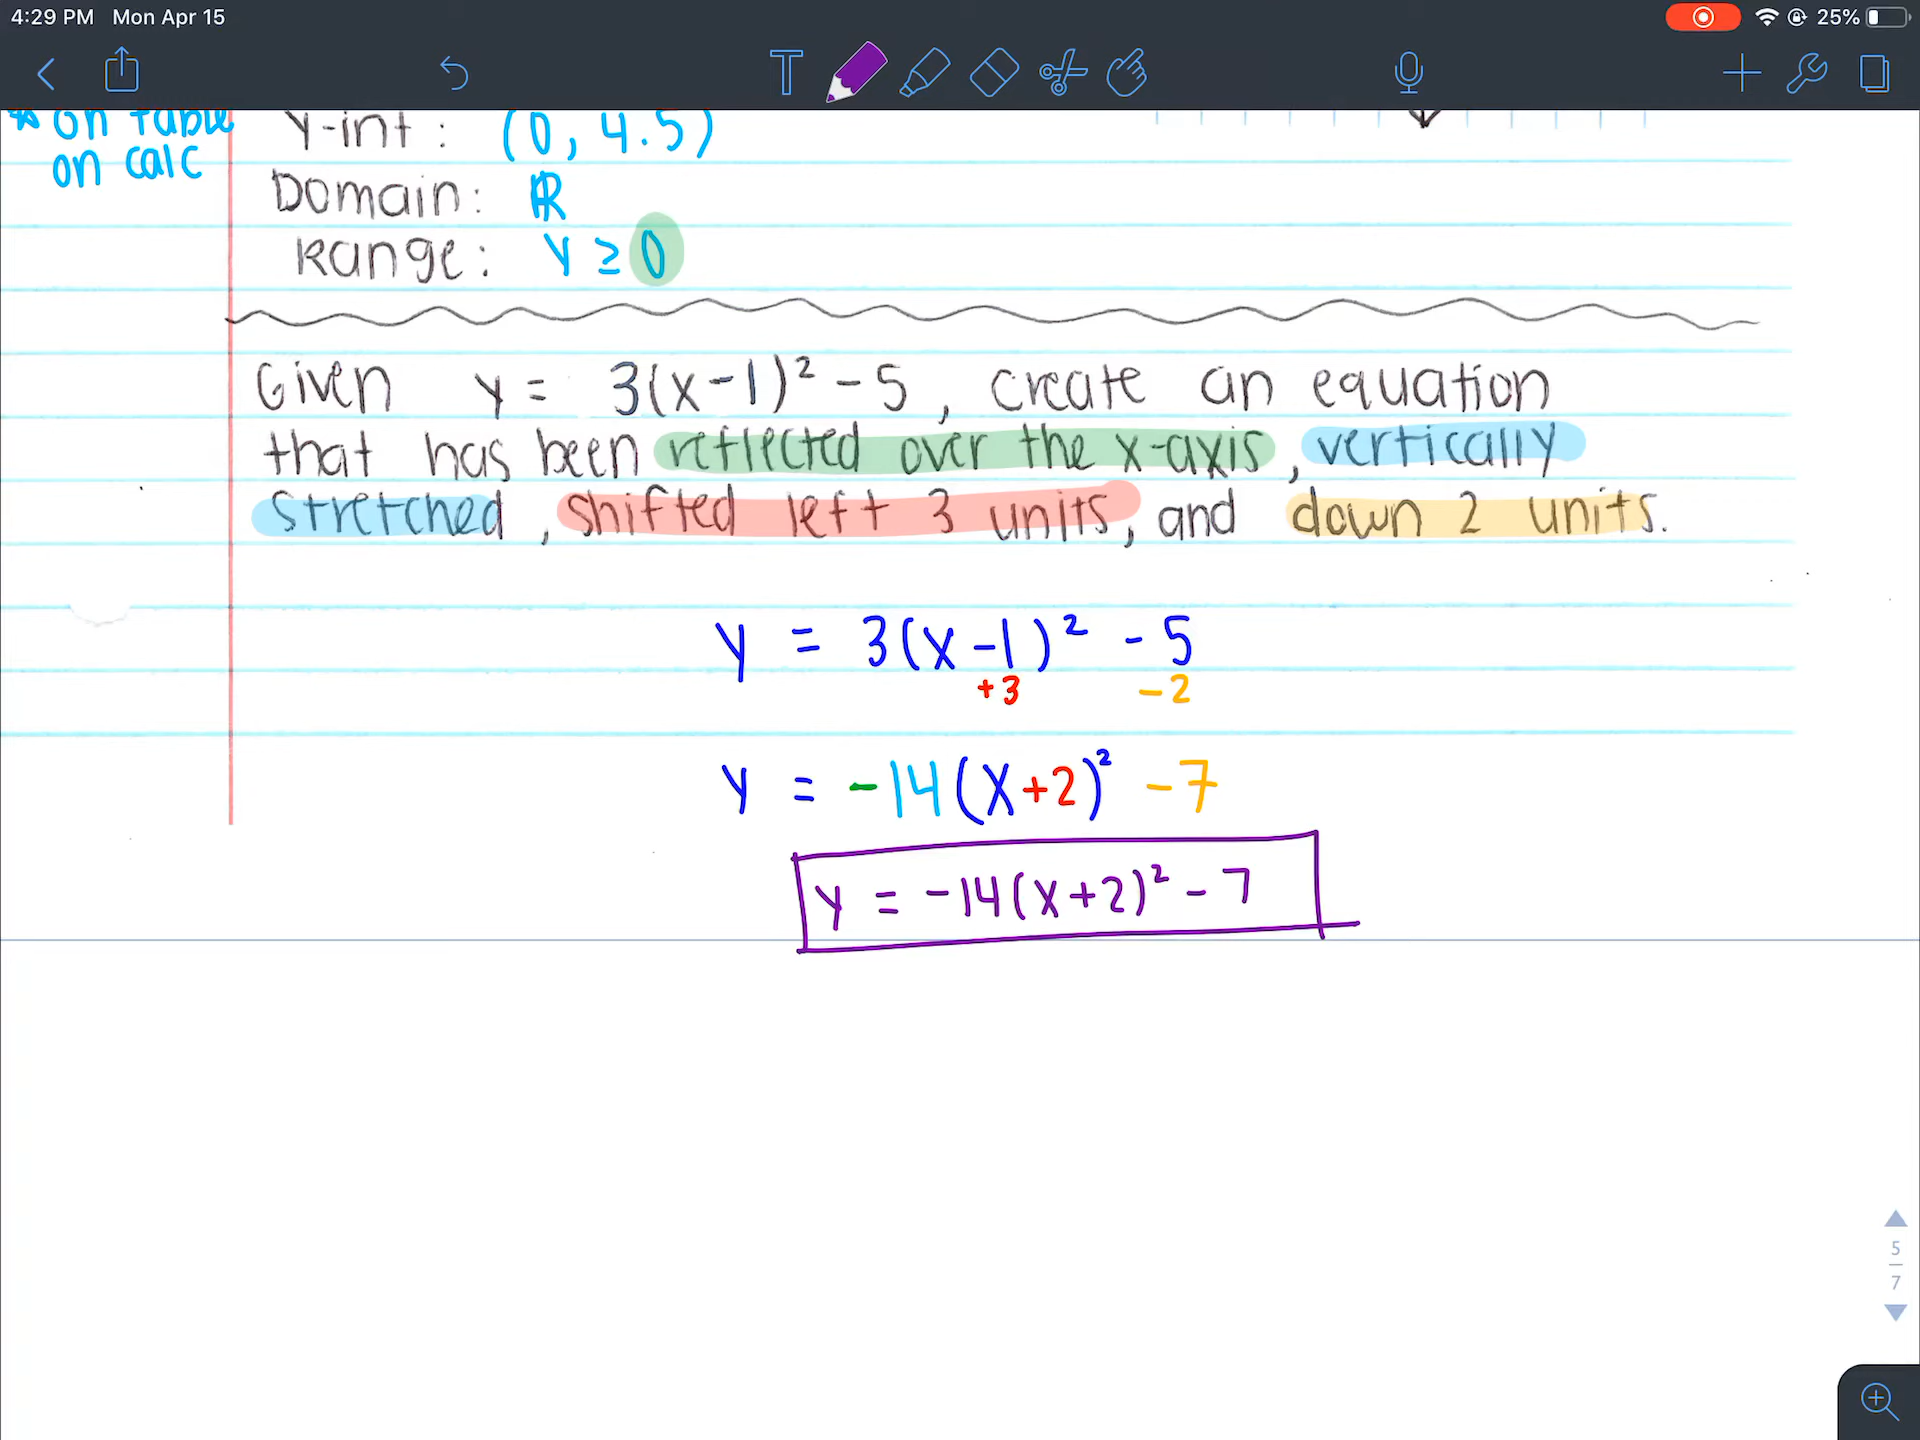 4:29 PM Mon Apr 15 25%
T
* on table
on calc
Y-int : (0, 4.5)
Domain: ℝ
Range: y ≥ 0
Given y = 3(x-1)² - 5, create an equation
that has been reflected over the x-axis, vertically
stretched, shifted left 3 units, and down 2 units.
y = 3(x-1)² - 5
+3 -2
y = -14(x+2)² - 7
y = -14(x+2)² - 7
5
7